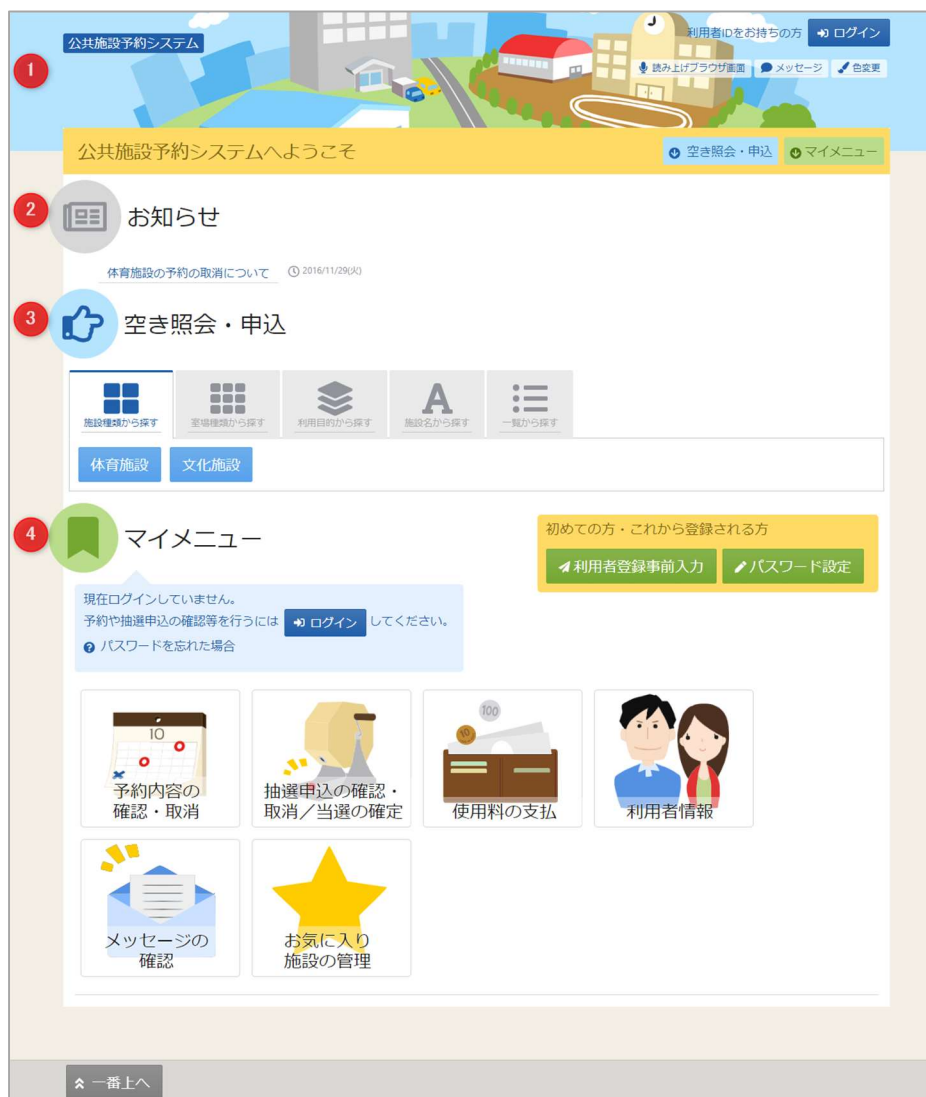 公共施設予約システム
利用者IDをお持ちの方 ログイン
1
読み上げブラウザ画面 メッセージ 色変更
公共施設予約システムへようこそ
空き照会・申込 マイメニュー
2
お知らせ
体育施設の予約の取消について 2016/11/29(火)
3
空き照会・申込
施設種類から探す 室場種類から探す 利用目的から探す 施設名から探す 一覧から探す
体育施設 文化施設
4
マイメニュー
初めての方・これから登録される方
利用者登録事前入力 パスワード設定
現在ログインしていません。
予約や抽選申込の確認等を行うには ログイン してください。
パスワードを忘れた場合
10
予約内容の
確認・取消
抽選申込の確認・
取消／当選の確定
100
10
使用料の支払
利用者情報
メッセージの
確認
お気に入り
施設の管理
一番上へ